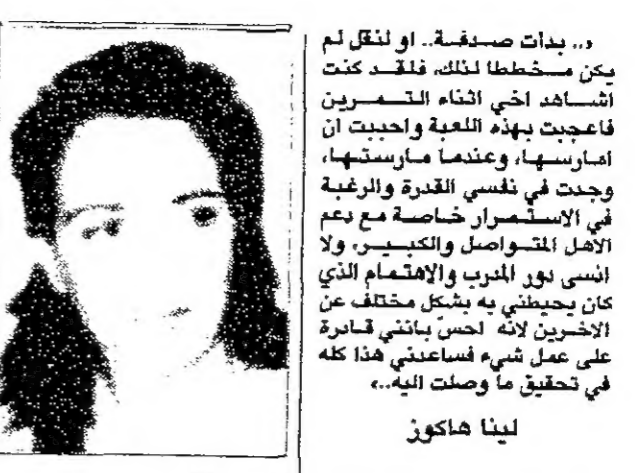 «.. بدأت صدفة.. او لنقل لم
يكن مخططا لذلك، فلقد كنت
اشاهد اخي اثناء التمرين
فاعجبت بهذه اللعبة واحببت ان
امارسها، وعندما مارستها،
وجدت في نفسي القدرة والرغبة
في الاستمرار خاصة مع دعم
الاهل المتواصل والكبير، ولا
انسى دور المدرب والاهتمام الذي
كان يحيطني به بشكل مختلف عن
الاخرين لانه احسّ بانني قادرة
على عمل شيء فساعدني هذا كله
في تحقيق ما وصلت اليه..»
لينا هاكوز